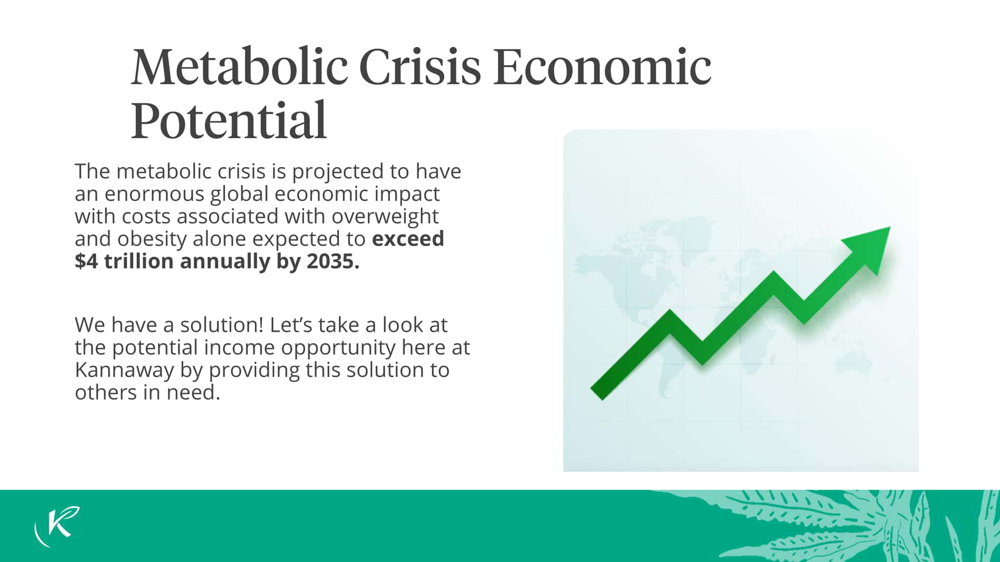 Metabolic Crisis Economic
Potential
The metabolic crisis is projected to have
an enormous global economic impact
with costs associated with overweight
and obesity alone expected to exceed
$4 trillion annually by 2035.
We have a solution! Let’s take a look at
the potential income opportunity here at
Kannaway by providing this solution to
others in need.
K